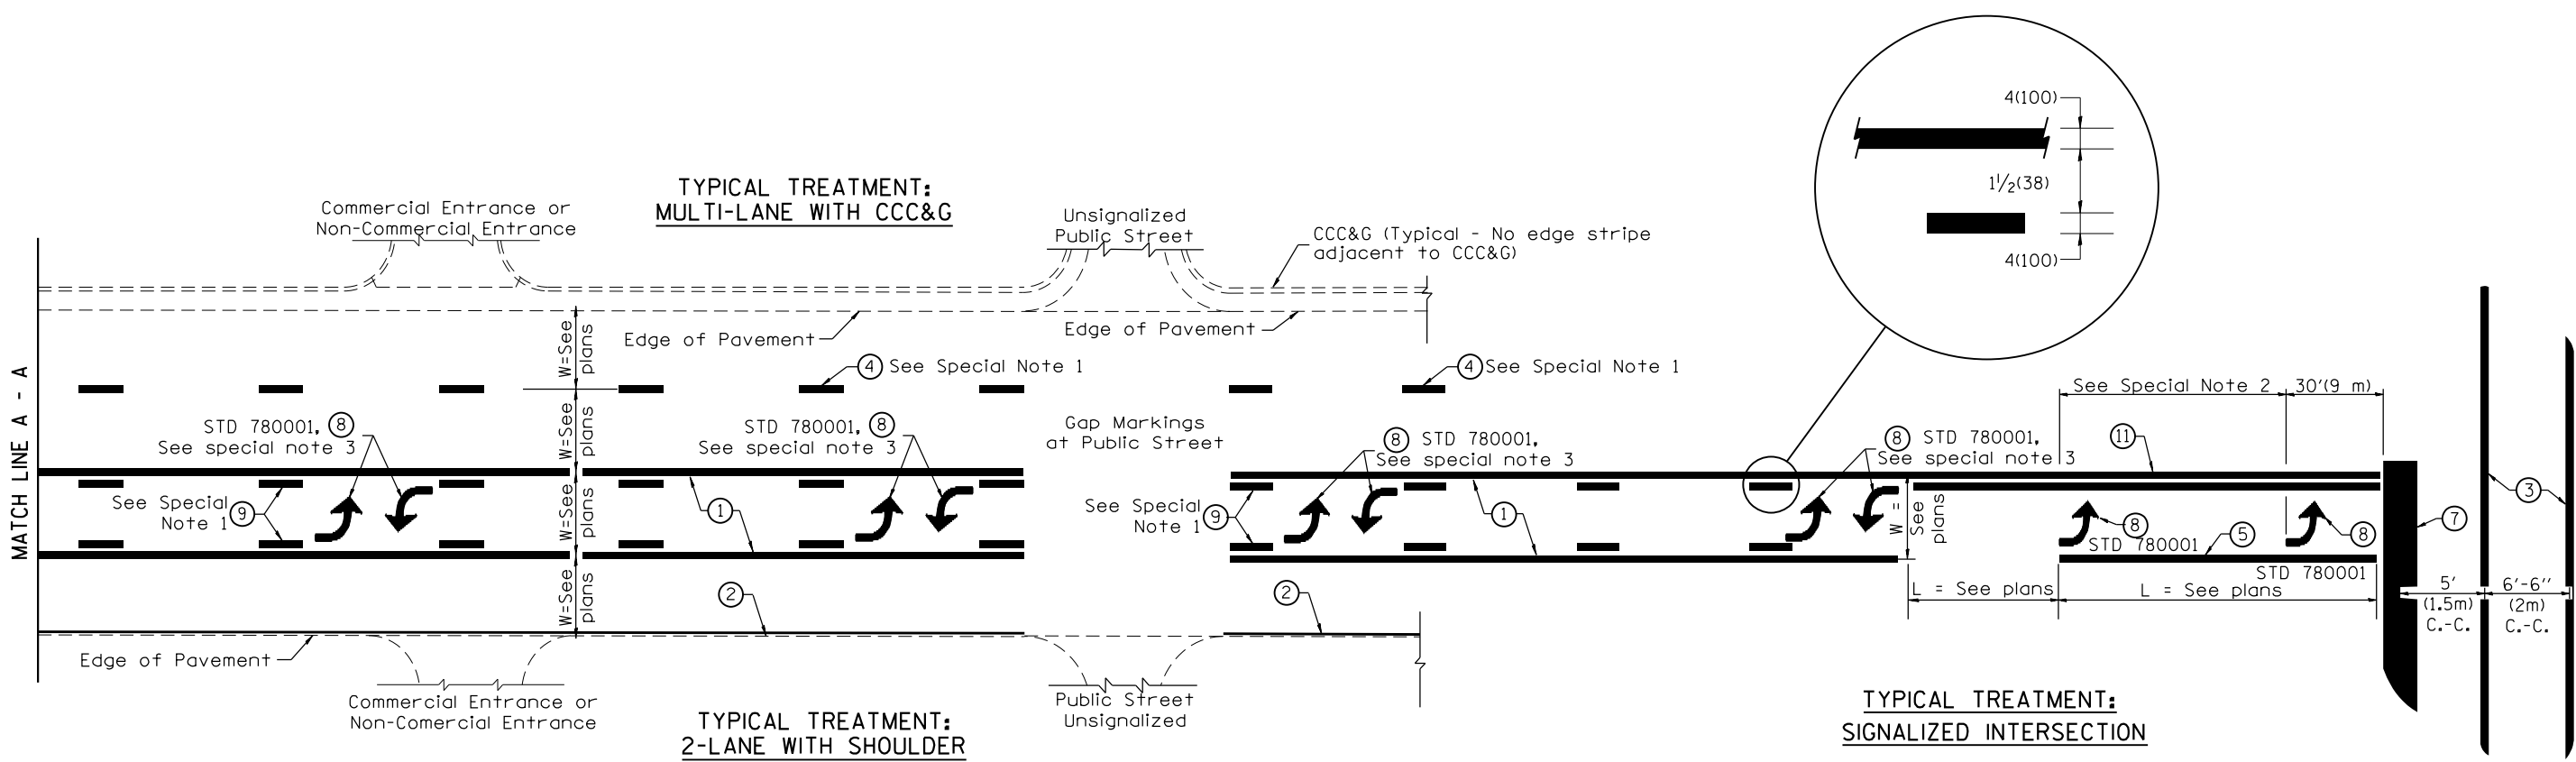 MATCH LINE A - A
TYPICAL TREATMENT:
MULTI-LANE WITH CCC&G
Commercial Entrance or
Non-Commercial Entrance
Unsignalized
Public Street
CCC&G (Typical - No edge stripe
adjacent to CCC&G)
Edge of Pavement
Edge of Pavement
W=See
plans
4 See Special Note 1
4 See Special Note 1
STD 780001, 8
See special note 3
STD 780001, 8
See special note 3
W=See
plans
Gap Markings
at Public Street
8 STD 780001,
See special note 3
8 STD 780001,
See special note 3
See Special
Note 1 9
W=See
plans
1
See Special
Note 1 9
1
W =
See
plans
W=See
plans
2
2
Edge of Pavement
Commercial Entrance or
Non-Comercial Entrance
Public Street
Unsignalized
TYPICAL TREATMENT:
2-LANE WITH SHOULDER
4(100)
1½(38)
4(100)
See Special Note 2
30'(9 m)
11
3
7
8
STD 780001
5
8
STD 780001
L = See plans
L = See plans
5'
(1.5m)
C.-C.
6'-6''
(2m)
C.-C.
TYPICAL TREATMENT:
SIGNALIZED INTERSECTION